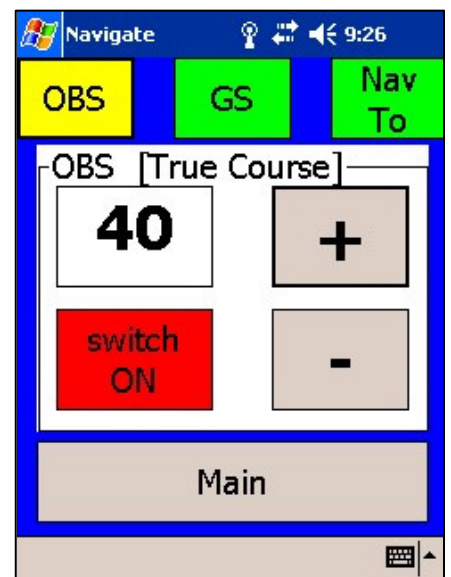 Navigate 9:26
OBS GS Nav To
OBS [True Course]
40 +
switch ON -
Main